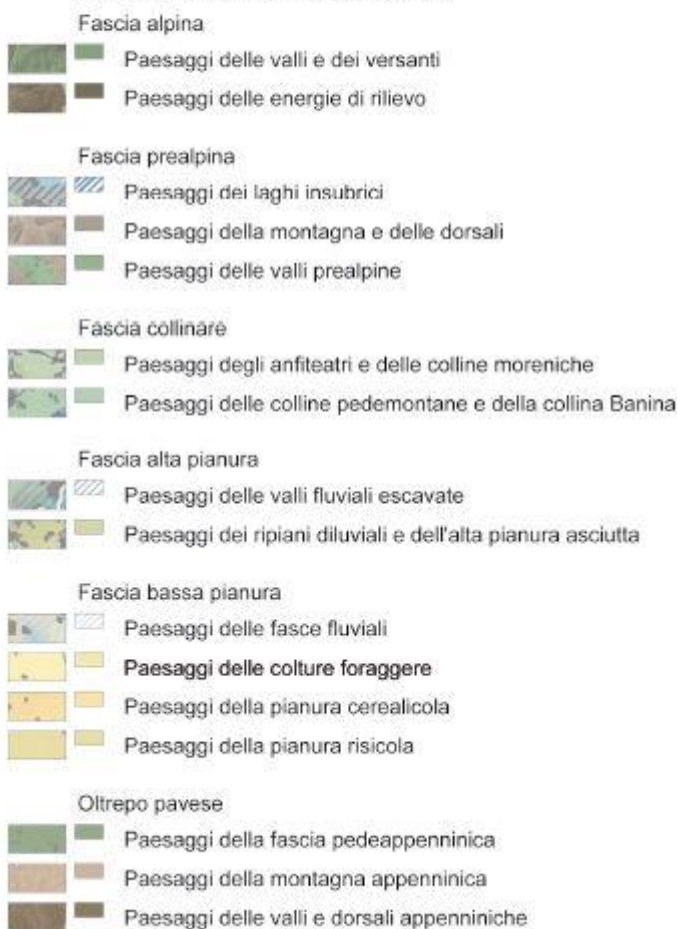 Fascia alpina
Paesaggi delle valli e dei versanti
Paesaggi delle energie di rilievo
Fascia prealpina
Paesaggi dei laghi insubrici
Paesaggi della montagna e delle dorsali
Paesaggi delle valli prealpine
Fascia collinare
Paesaggi degli anfiteatri e delle colline moreniche
Paesaggi delle colline pedemontane e della collina Banina
Fascia alta pianura
Paesaggi delle valli fluviali escavate
Paesaggi dei ripiani diluviali e dell'alta pianura asciutta
Fascia bassa pianura
Paesaggi delle fasce fluviali
Paesaggi delle colture foraggere
Paesaggi della pianura cerealicola
Paesaggi della pianura risicola
Oltrepo pavese
Paesaggi della fascia pedeappenninica
Paesaggi della montagna appenninica
Paesaggi delle valli e dorsali appenniniche